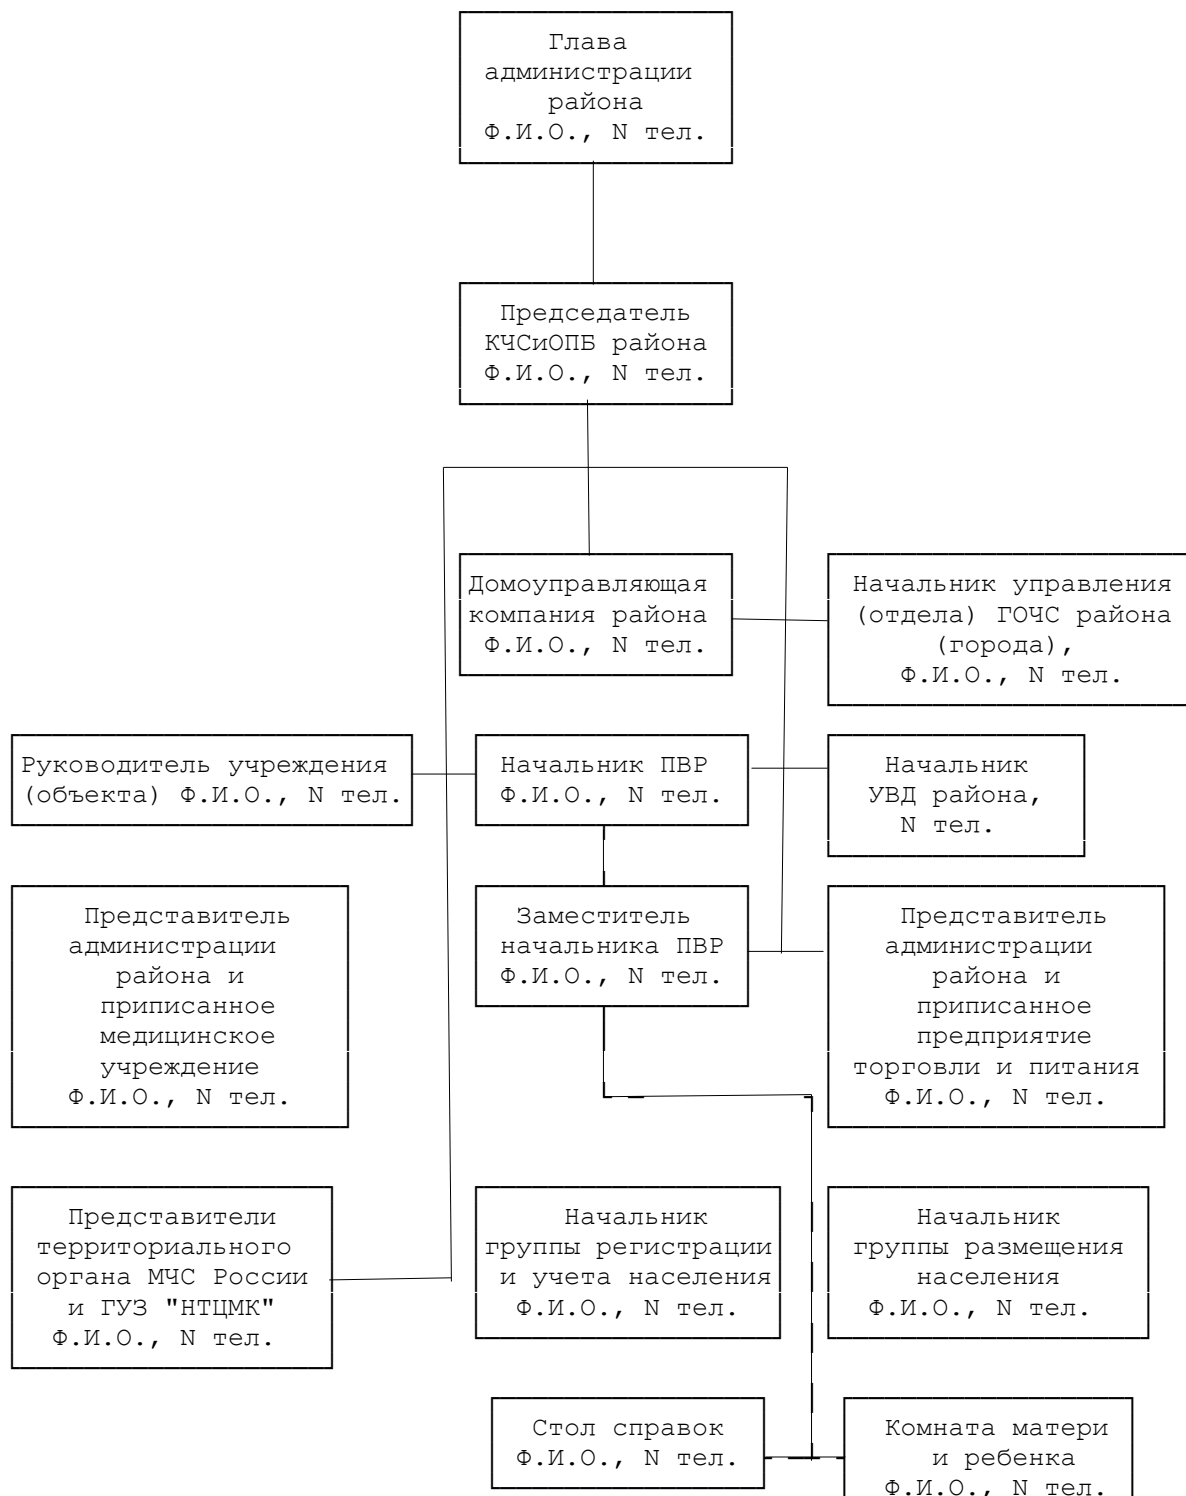 Глава
администрации
района
Ф.И.О., N тел.
Председатель
КЧСиОПБ района
Ф.И.О., N тел.
Домоуправляющая
компания района
Ф.И.О., N тел.
Начальник управления
(отдела) ГОЧС района
(города),
Ф.И.О., N тел.
Руководитель учреждения
(объекта) Ф.И.О., N тел.
Начальник ПВР
Ф.И.О., N тел.
Начальник
УВД района,
N тел.
Представитель
администрации
района и
приписанное
медицинское
учреждение
Ф.И.О., N тел.
Заместитель
начальника ПВР
Ф.И.О., N тел.
Представитель
администрации
района и
приписанное
предприятие
торговли и питания
Ф.И.О., N тел.
Представители
территориального
органа МЧС России
и ГУЗ "НТЦМК"
Ф.И.О., N тел.
Начальник
группы регистрации
и учета населения
Ф.И.О., N тел.
Начальник
группы размещения
населения
Ф.И.О., N тел.
Стол справок
Ф.И.О., N тел.
Комната матери
и ребенка
Ф.И.О., N тел.